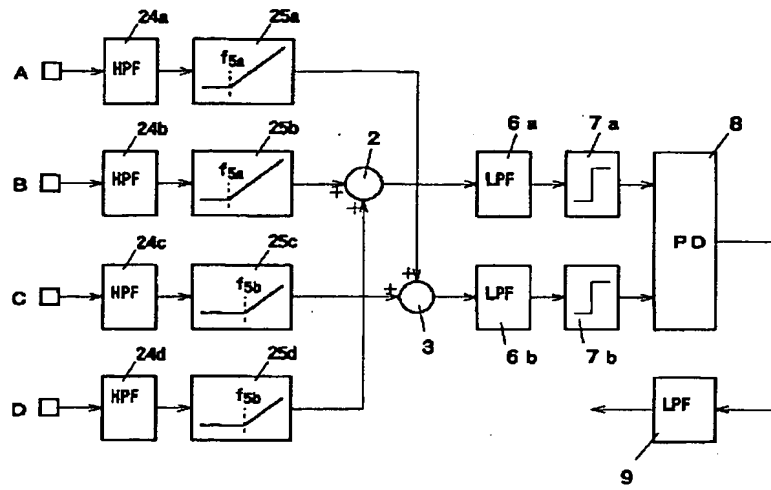 24a
25a
A
HPF
f5a
24b
25b
2
6 a
7 a
8
B
HPF
f5a
+
+
LPF
PD
24c
25c
C
HPF
f5b
+
+
LPF
3
6 b
7 b
24d
25d
D
HPF
f5b
LPF
9